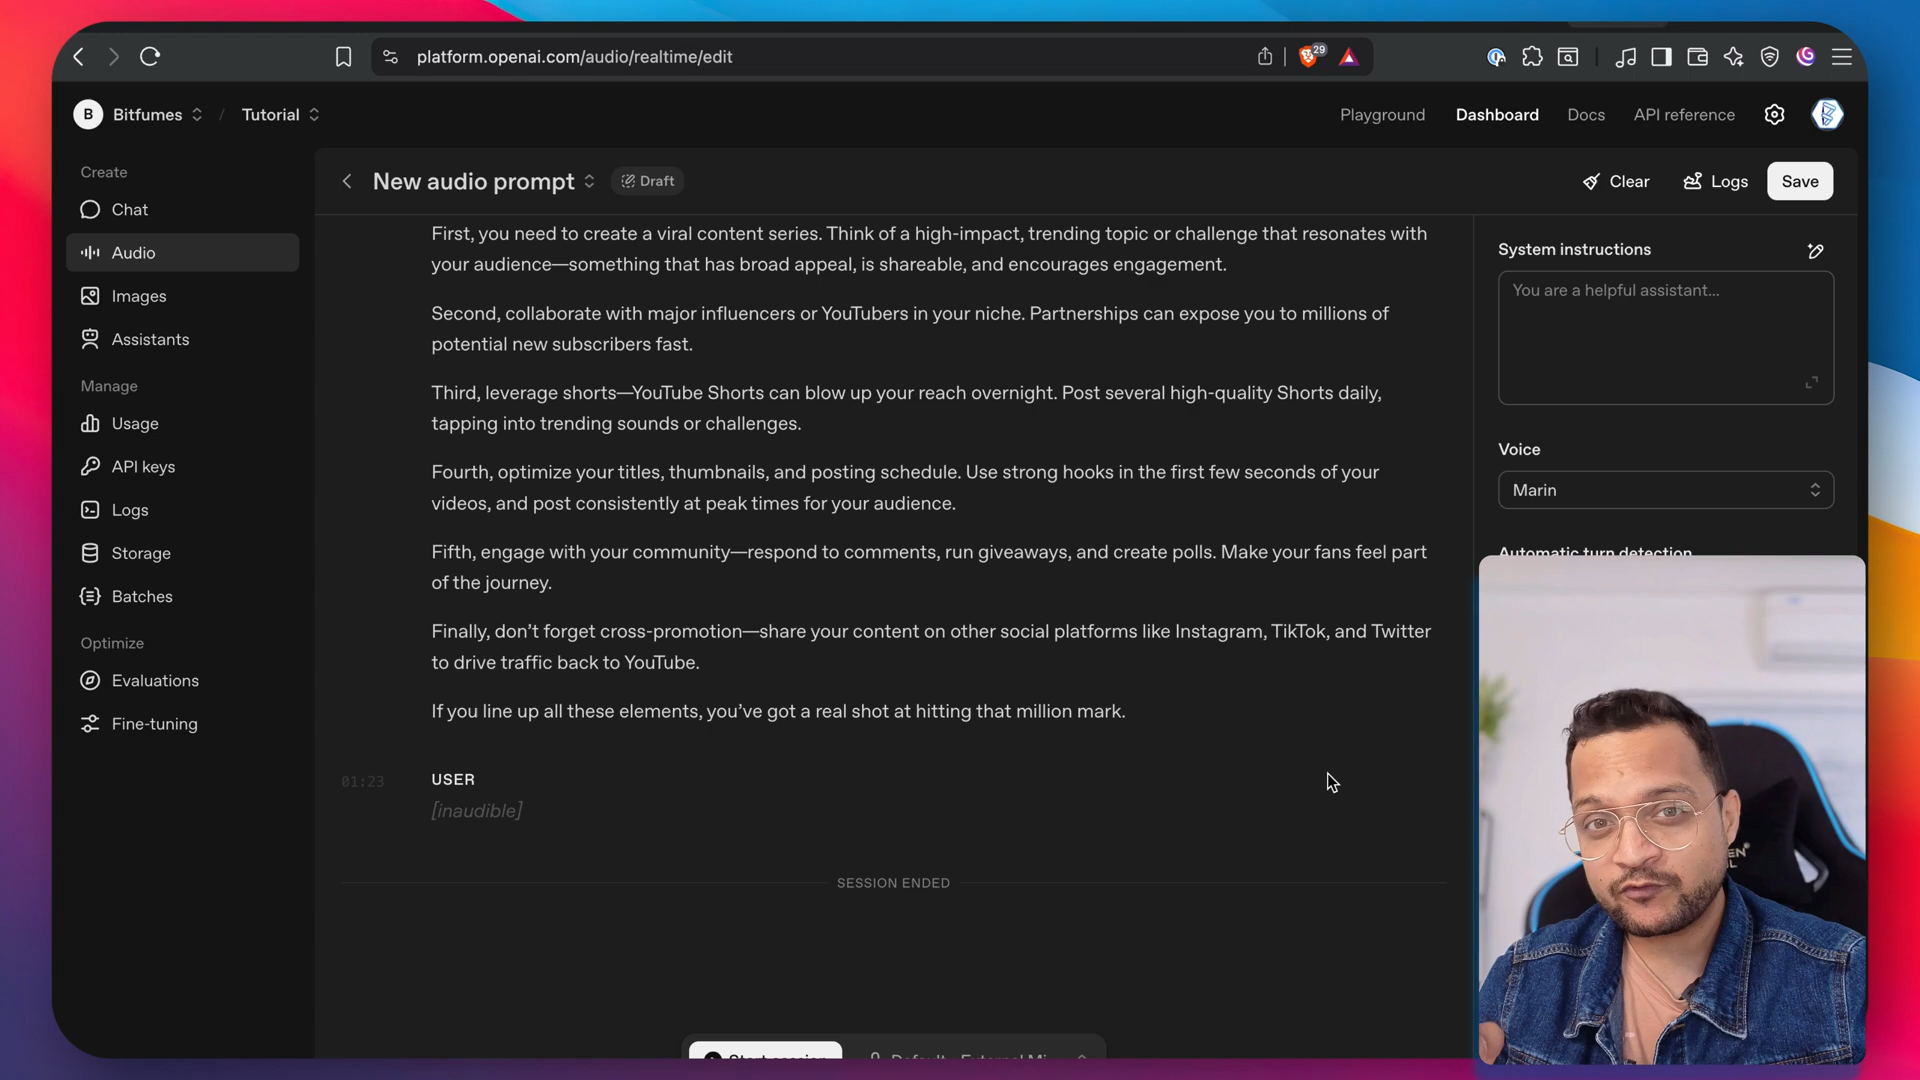 platform.openai.com/audio/realtime/edit
29
B Bitfumes / Tutorial
Playground Dashboard Docs API reference
Create
Chat
Audio
Images
Assistants
Manage
Usage
API keys
Logs
Storage
Batches
Optimize
Evaluations
Fine-tuning
New audio prompt Draft
Clear Logs Save
First, you need to create a viral content series. Think of a high-impact, trending topic or challenge that resonates with
your audience—something that has broad appeal, is shareable, and encourages engagement.
Second, collaborate with major influencers or YouTubers in your niche. Partnerships can expose you to millions of
potential new subscribers fast.
Third, leverage shorts—YouTube Shorts can blow up your reach overnight. Post several high-quality Shorts daily,
tapping into trending sounds or challenges.
Fourth, optimize your titles, thumbnails, and posting schedule. Use strong hooks in the first few seconds of your
videos, and post consistently at peak times for your audience.
Fifth, engage with your community—respond to comments, run giveaways, and create polls. Make your fans feel part
of the journey.
Finally, don’t forget cross-promotion—share your content on other social platforms like Instagram, TikTok, and Twitter
to drive traffic back to YouTube.
If you line up all these elements, you’ve got a real shot at hitting that million mark.
01:23 USER
[inaudible]
SESSION ENDED
Start session Default - External Mi
System instructions
You are a helpful assistant...
Voice
Marin
Automatic turn detection